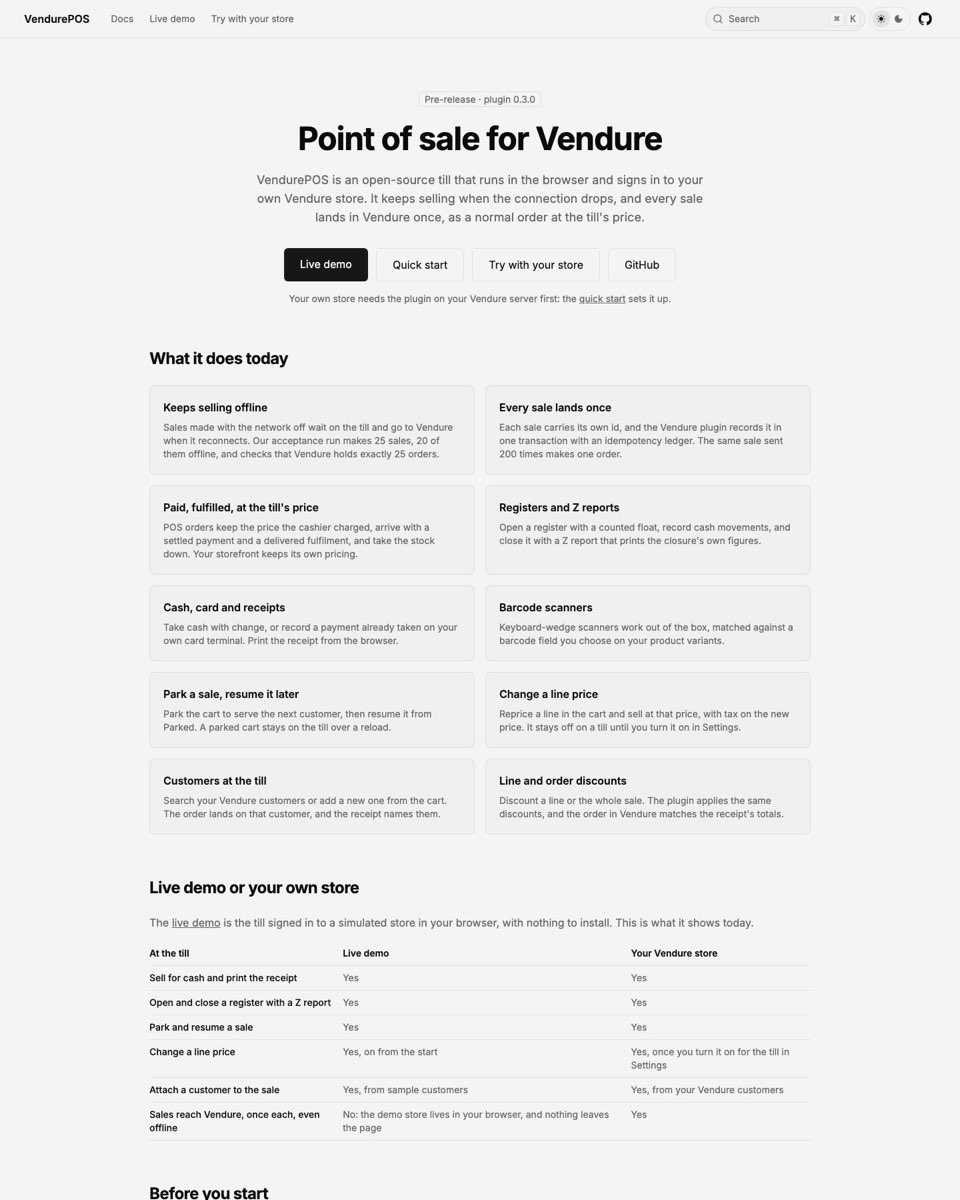 VendurePOS Docs Live demo Try with your store Search ⌘ K
Pre-release · plugin 0.3.0
Point of sale for Vendure
VendurePOS is an open-source till that runs in the browser and signs in to your
own Vendure store. It keeps selling when the connection drops, and every sale
lands in Vendure once, as a normal order at the till's price.
Live demo Quick start Try with your store GitHub
Your own store needs the plugin on your Vendure server first: the quick start sets it up.
What it does today
Keeps selling offline
Sales made with the network off wait on the till and go to Vendure
when it reconnects. Our acceptance run makes 25 sales, 20 of
them offline, and checks that Vendure holds exactly 25 orders.
Every sale lands once
Each sale carries its own id, and the Vendure plugin records it in
one transaction with an idempotency ledger. The same sale sent
200 times makes one order.
Paid, fulfilled, at the till's price
POS orders keep the price the cashier charged, arrive with a
settled payment and a delivered fulfilment, and take the stock
down. Your storefront keeps its own pricing.
Registers and Z reports
Open a register with a counted float, record cash movements, and
close it with a Z report that prints the closure's own figures.
Cash, card and receipts
Take cash with change, or record a payment already taken on your
own card terminal. Print the receipt from the browser.
Barcode scanners
Keyboard-wedge scanners work out of the box, matched against a
barcode field you choose on your product variants.
Park a sale, resume it later
Park the cart to serve the next customer, then resume it from
Parked. A parked cart stays on the till over a reload.
Change a line price
Reprice a line in the cart and sell at that price, with tax on the new
price. It stays off on a till until you turn it on in Settings.
Customers at the till
Search your Vendure customers or add a new one from the cart.
The order lands on that customer, and the receipt names them.
Line and order discounts
Discount a line or the whole sale. The plugin applies the same
discounts, and the order in Vendure matches the receipt's totals.
Live demo or your own store
The live demo is the till signed in to a simulated store in your browser, with nothing to install. This is what it shows today.
At the till Live demo Your Vendure store
Sell for cash and print the receipt Yes Yes
Open and close a register with a Z report Yes Yes
Park and resume a sale Yes Yes
Change a line price Yes, on from the start Yes, once you turn it on for the till in
Settings
Attach a customer to the sale Yes, from sample customers Yes, from your Vendure customers
Sales reach Vendure, once each, even No: the demo store lives in your browser, and nothing leaves Yes
offline the page
Before you start